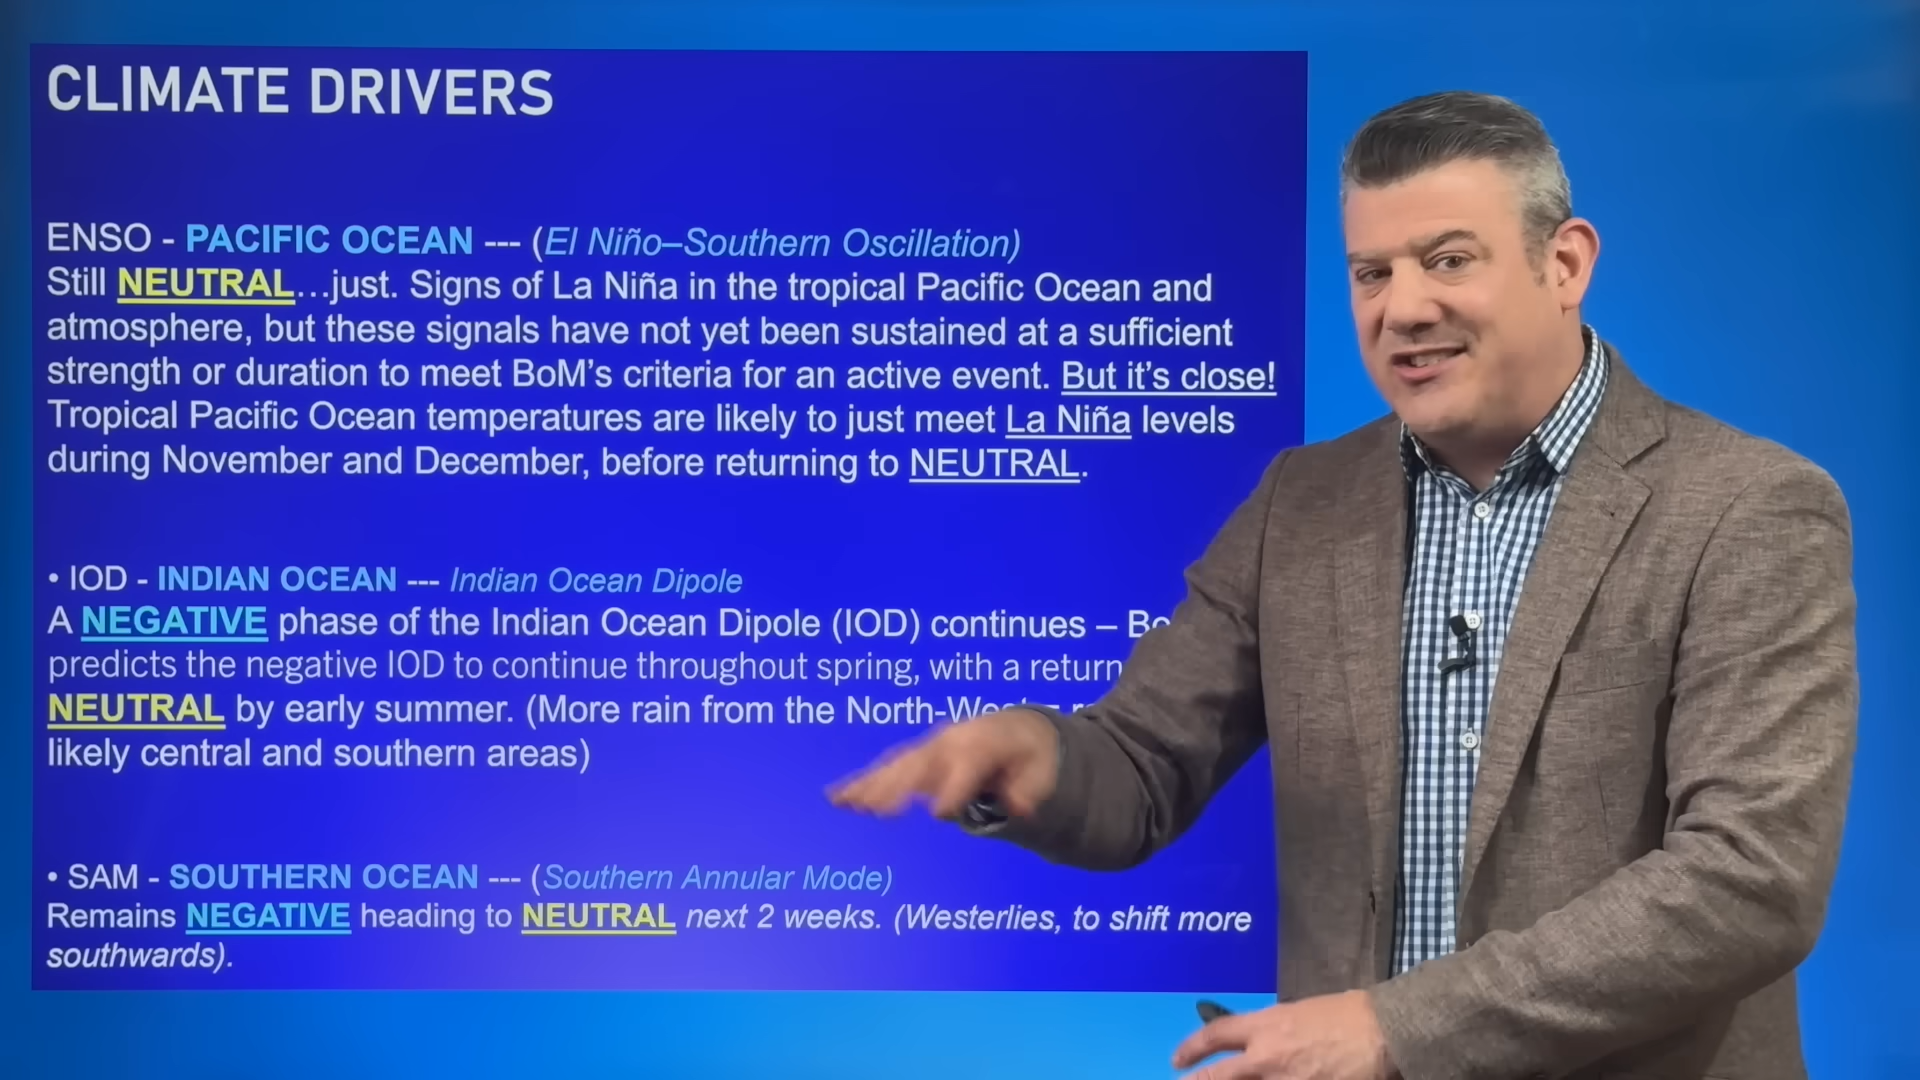 CLIMATE DRIVERS
ENSO - PACIFIC OCEAN --- (El Niño–Southern Oscillation)
Still NEUTRAL…just. Signs of La Niña in the tropical Pacific Ocean and
atmosphere, but these signals have not yet been sustained at a sufficient
strength or duration to meet BoM’s criteria for an active event. But it’s close!
Tropical Pacific Ocean temperatures are likely to just meet La Niña levels
during November and December, before returning to NEUTRAL.
• IOD - INDIAN OCEAN --- Indian Ocean Dipole
A NEGATIVE phase of the Indian Ocean Dipole (IOD) continues –
predicts the negative IOD to continue throughout spring, with a return
NEUTRAL by early summer. (More rain from the
likely central and southern areas)
• SAM - SOUTHERN OCEAN --- (Southern Annular Mode)
Remains NEGATIVE heading to NEUTRAL next 2 weeks. (Westerlies, to shift more
southwards).